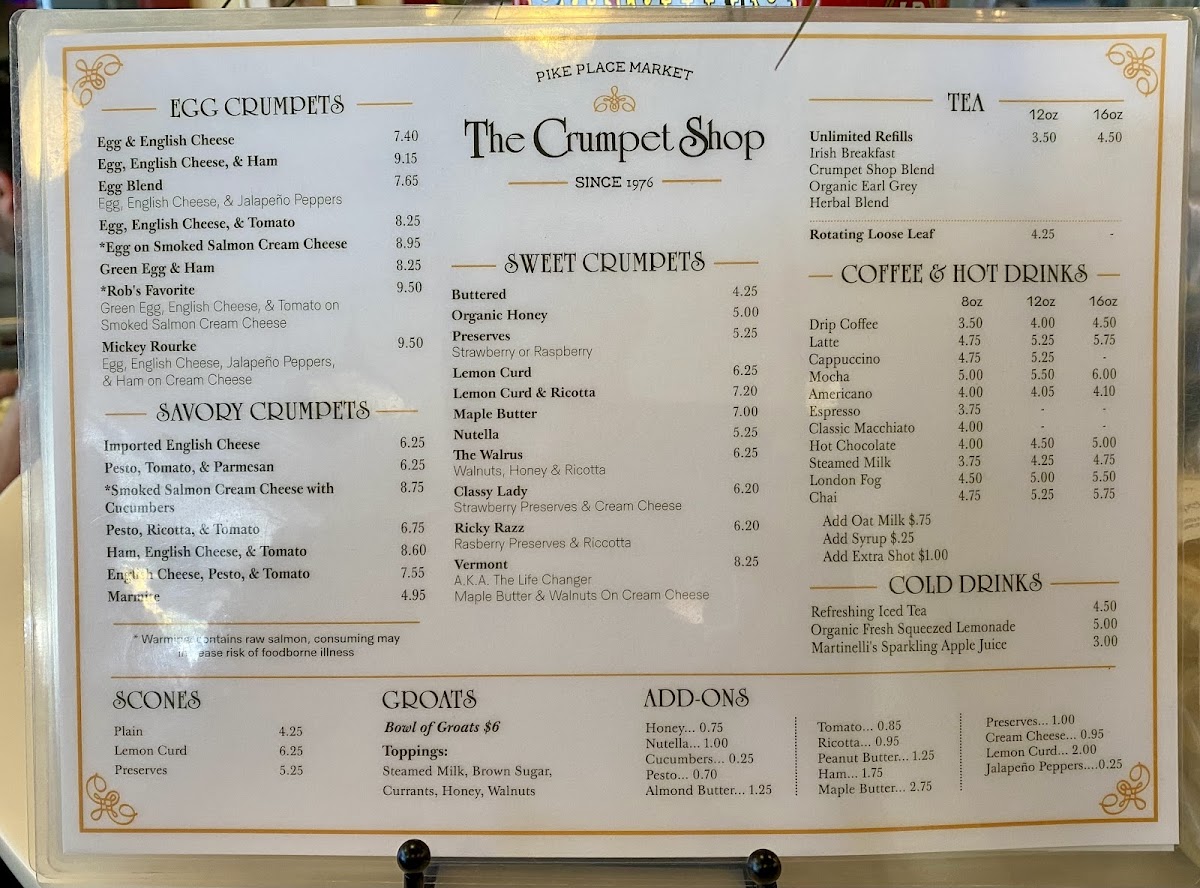 PIKE PLACE MARKET
The Crumpet Shop
SINCE 1976
EGG CRUMPETS
Egg & English Cheese 7.40
Egg, English Cheese, & Ham 9.15
Egg Blend 7.65
Egg, English Cheese, & Jalapeño Peppers
Egg, English Cheese, & Tomato 8.25
*Egg on Smoked Salmon Cream Cheese 8.95
Green Egg & Ham 8.25
*Rob's Favorite 9.50
Green Egg, English Cheese, & Tomato on
Smoked Salmon Cream Cheese
Mickey Rourke 9.50
Egg, English Cheese, Jalapeño Peppers,
& Ham on Cream Cheese
SAVORY CRUMPETS
Imported English Cheese 6.25
Pesto, Tomato, & Parmesan 6.25
*Smoked Salmon Cream Cheese with 8.75
Cucumbers
Pesto, Ricotta, & Tomato 6.75
Ham, English Cheese, & Tomato 8.60
English Cheese, Pesto, & Tomato 7.55
Marmite 4.95
* Warning: contains raw salmon, consuming may
increase risk of foodborne illness
SWEET CRUMPETS
Buttered 4.25
Organic Honey 5.00
Preserves 5.25
Strawberry or Raspberry
Lemon Curd 6.25
Lemon Curd & Ricotta 7.20
Maple Butter 7.00
Nutella 5.25
The Walrus 6.25
Walnuts, Honey & Ricotta
Classy Lady 6.20
Strawberry Preserves & Cream Cheese
Ricky Razz 6.20
Rasberry Preserves & Riccotta
Vermont 8.25
A.K.A. The Life Changer
Maple Butter & Walnuts On Cream Cheese
TEA
12oz 16oz
Unlimited Refills 3.50 4.50
Irish Breakfast
Crumpet Shop Blend
Organic Earl Grey
Herbal Blend
Rotating Loose Leaf 4.25 -
COFFEE & HOT DRINKS
8oz 12oz 16oz
Drip Coffee 3.50 4.00 4.50
Latte 4.75 5.25 5.75
Cappuccino 4.75 5.25 -
Mocha 5.00 5.50 6.00
Americano 4.00 4.05 4.10
Espresso 3.75 - -
Classic Macchiato 4.00 - -
Hot Chocolate 4.00 4.50 5.00
Steamed Milk 3.75 4.25 4.75
London Fog 4.50 5.00 5.50
Chai 4.75 5.25 5.75
Add Oat Milk $.75
Add Syrup $.25
Add Extra Shot $1.00
COLD DRINKS
Refreshing Iced Tea 4.50
Organic Fresh Squeezed Lemonade 5.00
Martinelli's Sparkling Apple Juice 3.00
SCONES
Plain 4.25
Lemon Curd 6.25
Preserves 5.25
GROATS
Bowl of Groats $6
Toppings:
Steamed Milk, Brown Sugar,
Currants, Honey, Walnuts
ADD-ONS
Honey... 0.75
Nutella... 1.00
Cucumbers... 0.25
Pesto... 0.70
Almond Butter... 1.25
Tomato... 0.85
Ricotta... 0.95
Peanut Butter... 1.25
Ham... 1.75
Maple Butter... 2.75
Preserves... 1.00
Cream Cheese... 0.95
Lemon Curd... 2.00
Jalapeño Peppers....0.25